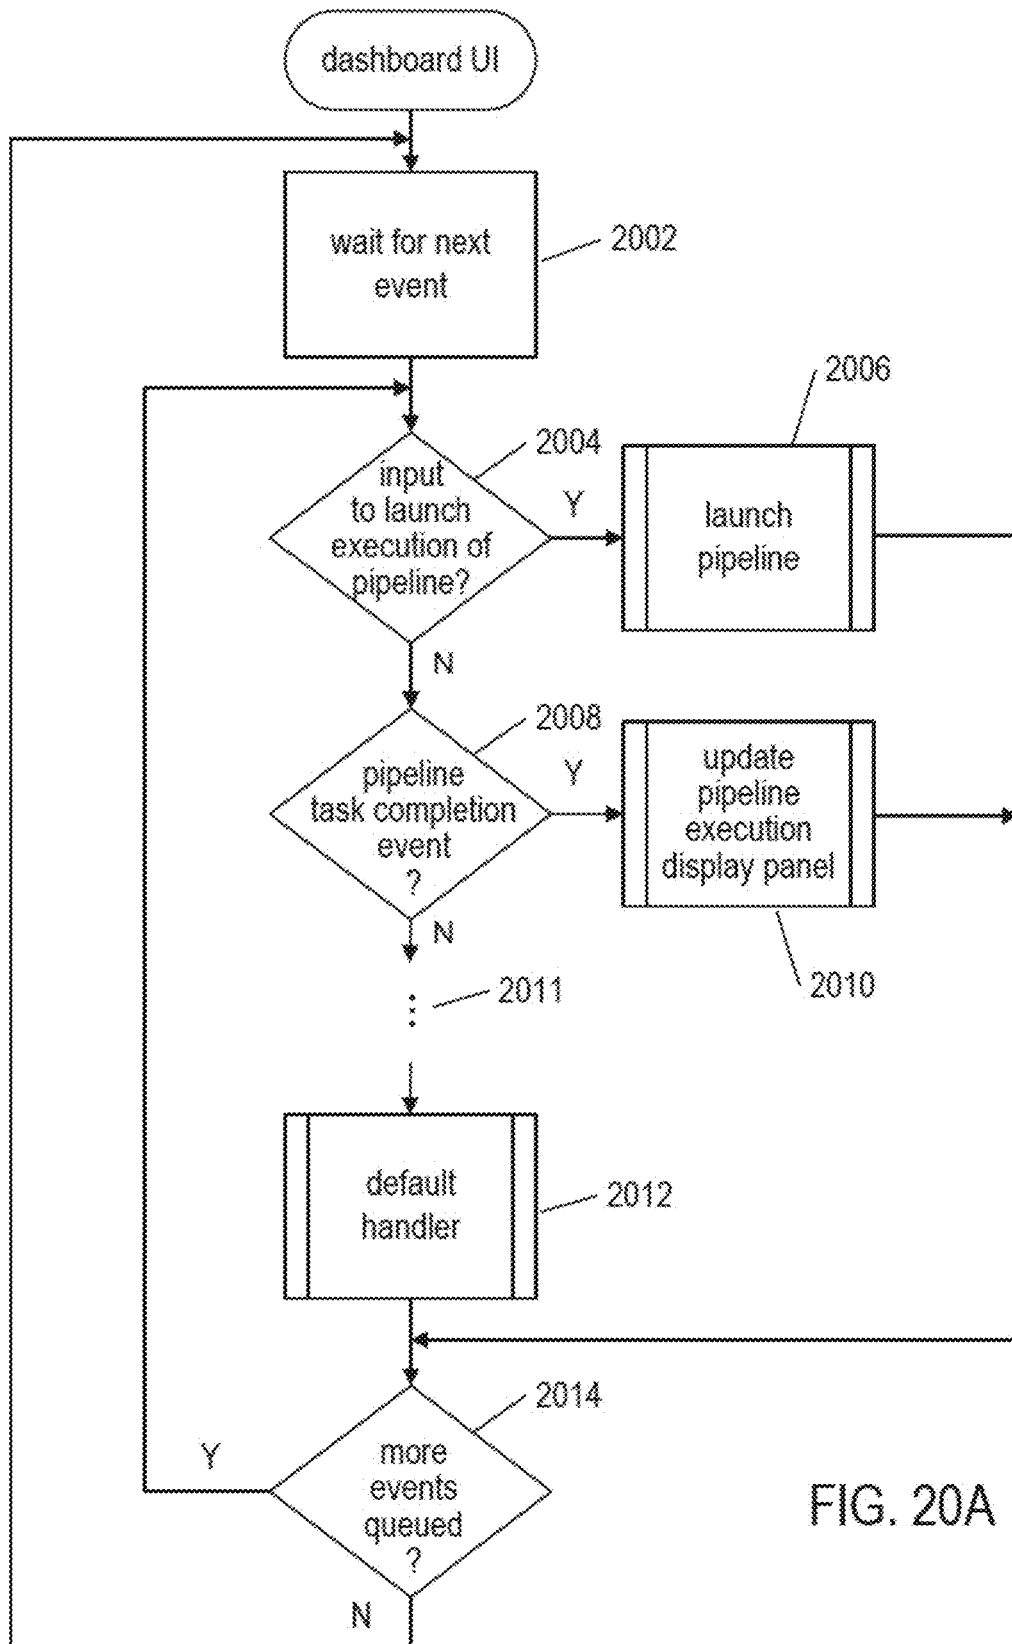 dashboard UI
wait for next
event
2002
2006
2004
input
to launch
execution of
pipeline?
Y
launch
pipeline
N
2008
pipeline
task completion
event
?
Y
update
pipeline
execution
display panel
N
2010
2011
⋮
default
handler
2012
2014
Y
more
events
queued
?
N
FIG. 20A